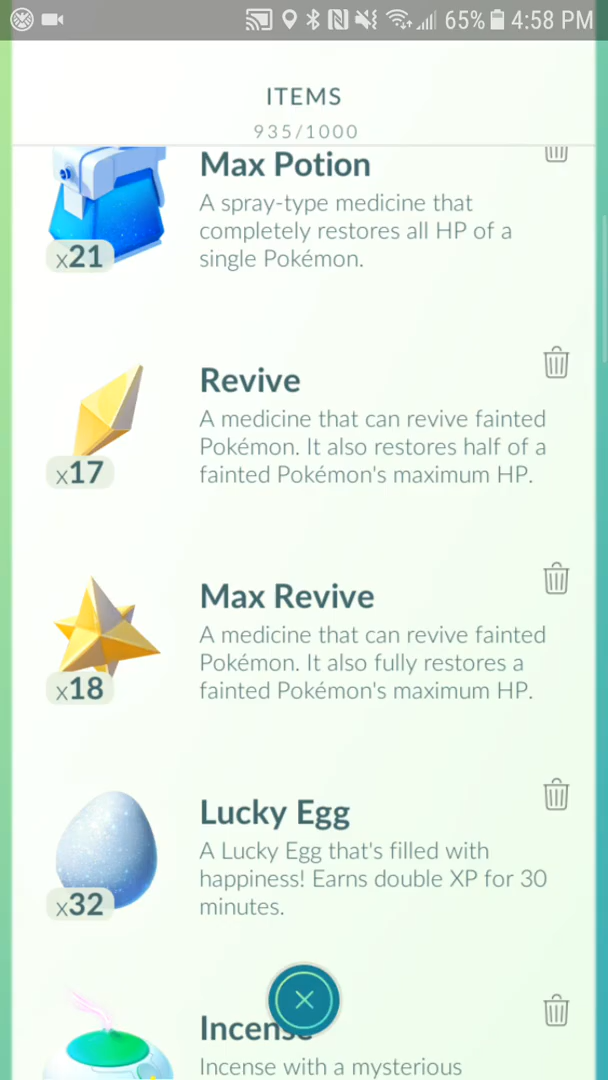 65% 4:58 PM
ITEMS
935/1000
Max Potion
A spray-type medicine that
completely restores all HP of a
single Pokémon.
x21
Revive
A medicine that can revive fainted
Pokémon. It also restores half of a
fainted Pokémon's maximum HP.
x17
Max Revive
A medicine that can revive fainted
Pokémon. It also fully restores a
fainted Pokémon's maximum HP.
x18
Lucky Egg
A Lucky Egg that's filled with
happiness! Earns double XP for 30
minutes.
x32
Incense
Incense with a mysterious